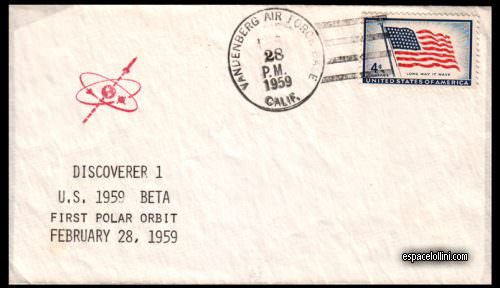 VANDENBERG AIR FORCE BASE
28
P.M.
1959
CALIF.
4¢
LONG MAY IT WAVE
UNITED STATES OF AMERICA
DISCOVERER 1
U.S. 1959 BETA
FIRST POLAR ORBIT
FEBRUARY 28, 1959
espacelollini.com